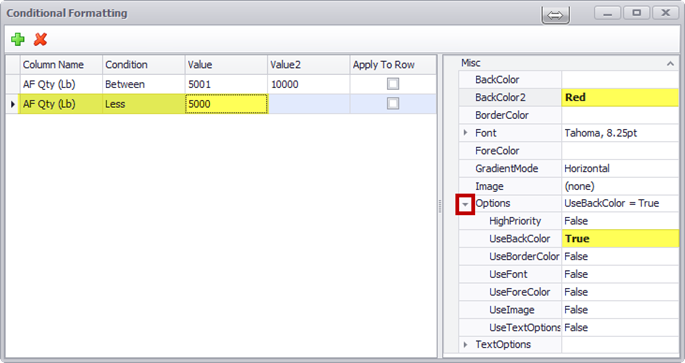 Conditional Formatting
Column Name Condition Value Value2 Apply To Row
AF Qty (Lb) Between 5001 10000
AF Qty (Lb) Less 5000
Misc
BackColor
BackColor2 Red
BorderColor
Font Tahoma, 8.25pt
ForeColor
GradientMode Horizontal
Image (none)
Options UseBackColor = True
HighPriority False
UseBackColor True
UseBorderColor False
UseFont False
UseForeColor False
UseImage False
UseTextOptions False
TextOptions